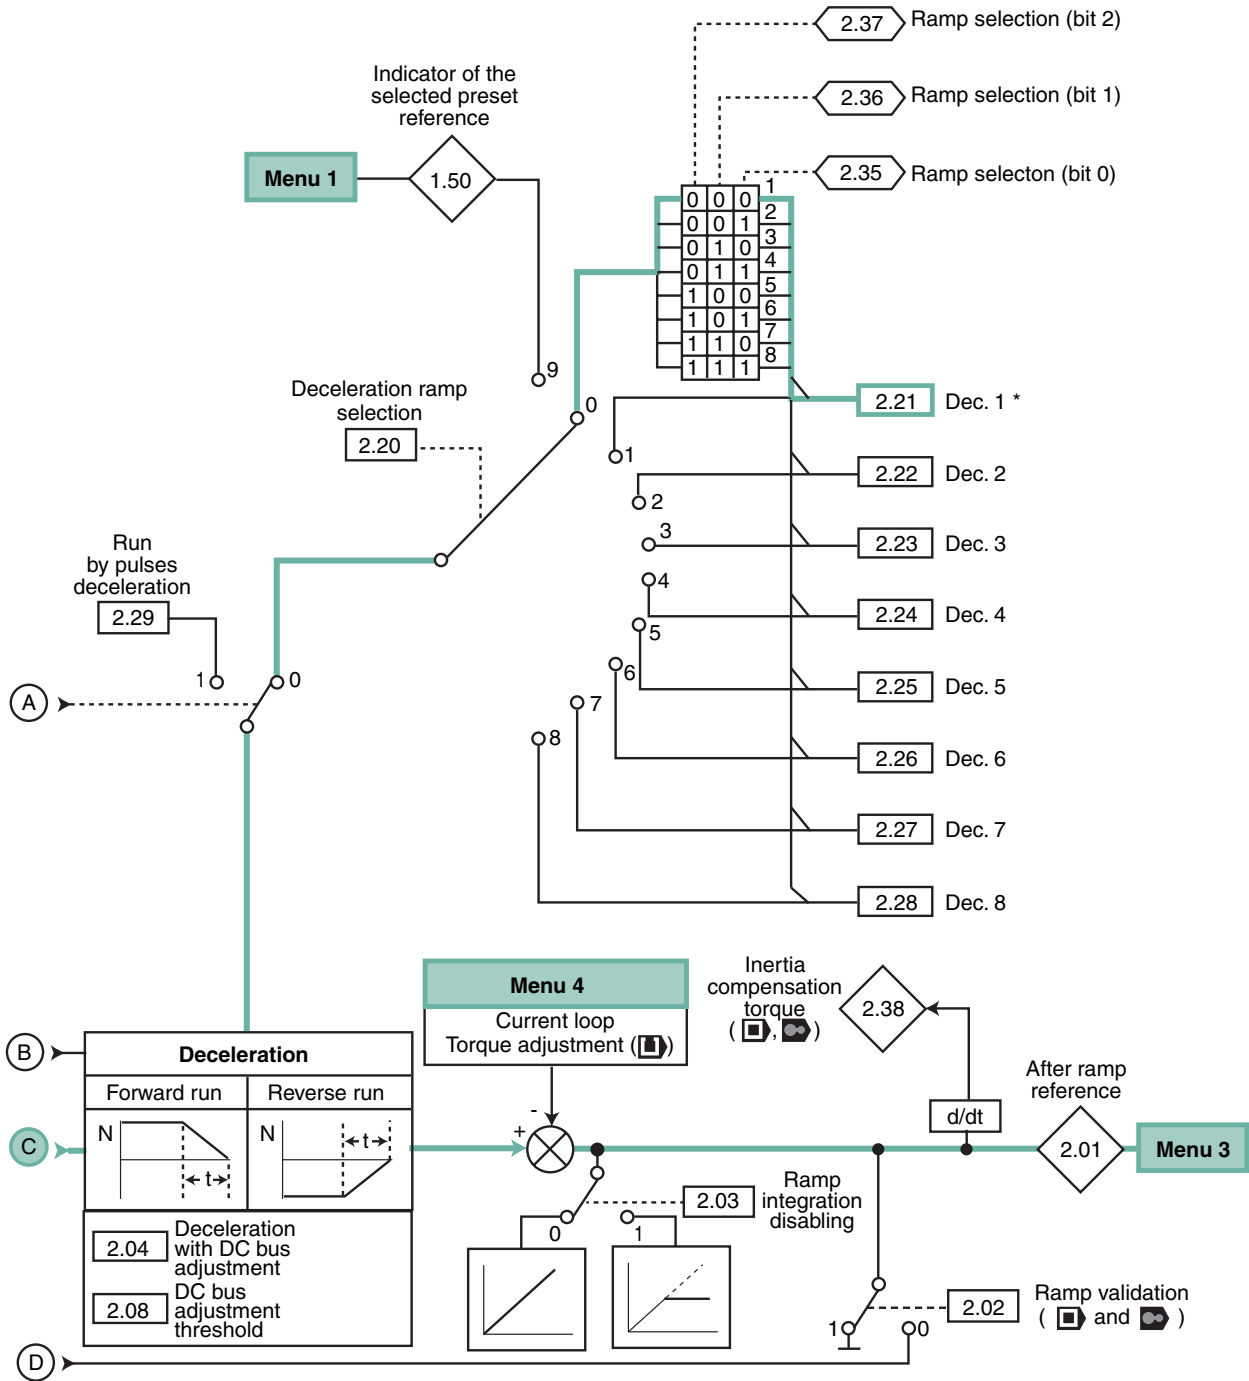 2.37 Ramp selection (bit 2)
Indicator of the
selected preset
reference
2.36 Ramp selection (bit 1)
Menu 1
1.50
2.35 Ramp selecton (bit 0)
1
0 0 0
2
0 0 1
3
0 1 0
4
0 1 1
5
1 0 0
6
1 0 1
7
1 1 0
8
1 1 1
9
Deceleration ramp
selection
2.20
0
2.21 Dec. 1 *
1
2.22 Dec. 2
2
Run
by pulses
deceleration
2.29
3
2.23 Dec. 3
4
2.24 Dec. 4
5
1 0
A
6
2.25 Dec. 5
7
8
2.26 Dec. 6
2.27 Dec. 7
2.28 Dec. 8
Menu 4
Current loop
Torque adjustment ( )
Inertia
compensation
torque
( , )
2.38
B
Deceleration
Forward run Reverse run
N t
N t
C
- +
d/dt
After ramp
reference
2.01
Menu 3
2.03
Ramp
integration
disabling
0 1
2.04
Deceleration
with DC bus
adjustment
2.08
DC bus
adjustment
threshold
2.02
Ramp validation
( and )
1 0
D